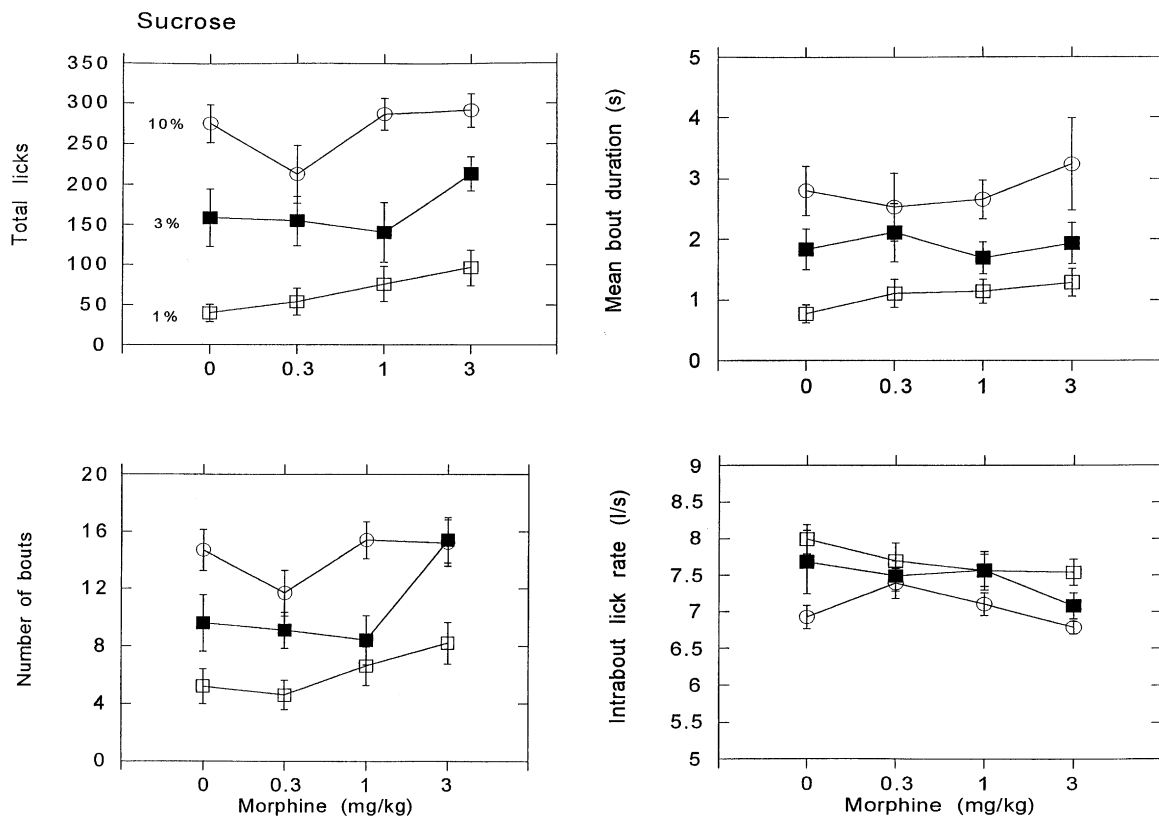 Sucrose
Total licks
350
300
250
200
150
100
50
0
10%
3%
1%
0 0.3 1 3
Mean bout duration (s)
5
4
3
2
1
0
0 0.3 1 3
Number of bouts
20
16
12
8
4
0
0 0.3 1 3
Morphine (mg/kg)
Intrabout lick rate (l/s)
9
8.5
8
7.5
7
6.5
6
5.5
5
0 0.3 1 3
Morphine (mg/kg)